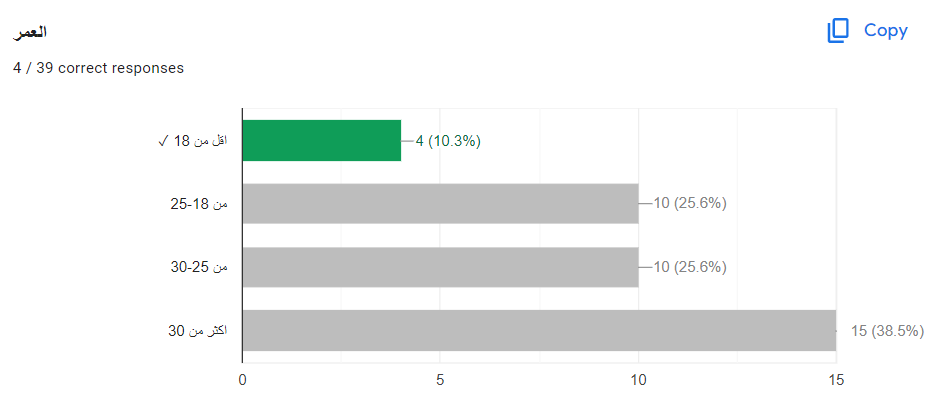 العمر
Copy
4 / 39 correct responses
✓ اقل من 18
4 (10.3%)
من 18-25
10 (25.6%)
من 25-30
10 (25.6%)
اكثر من 30
15 (38.5%)
0 5 10 15